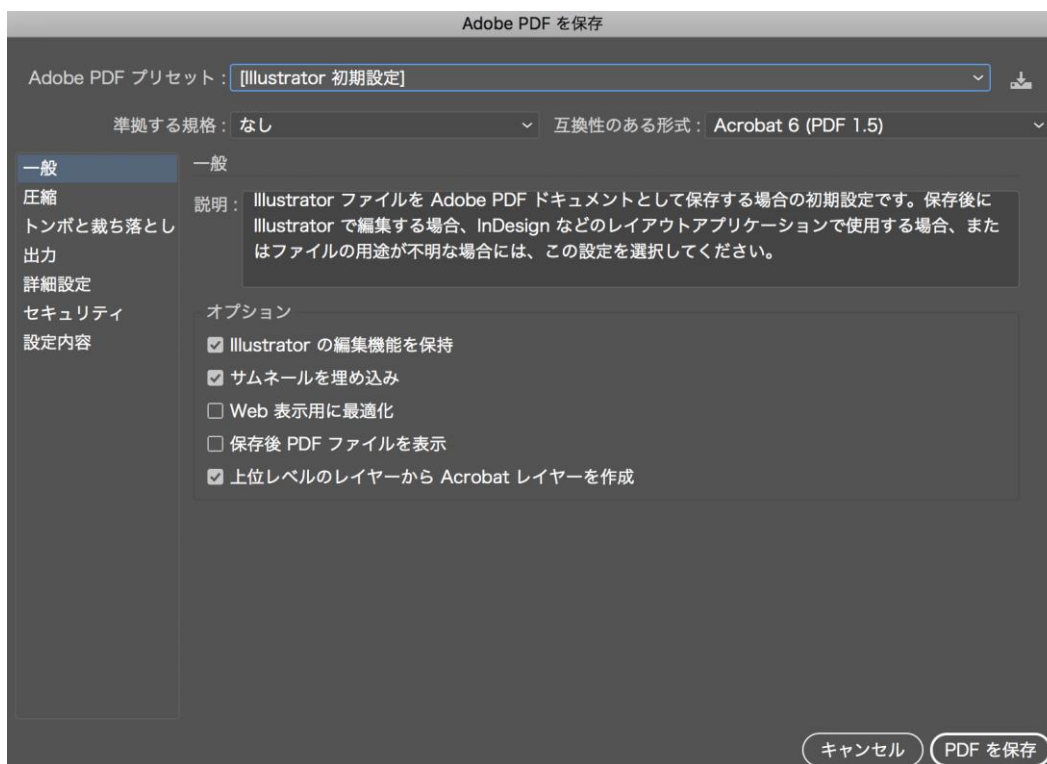 Adobe PDF を保存
Adobe PDF プリセット : [Illustrator 初期設定]
準拠する規格 : なし 互換性のある形式 : Acrobat 6 (PDF 1.5)
一般
圧縮
トンボと裁ち落とし
出力
詳細設定
セキュリティ
設定内容
一般
説明 : Illustrator ファイルを Adobe PDF ドキュメントとして保存する場合の初期設定です。保存後に
Illustrator で編集する場合、InDesign などのレイアウトアプリケーションで使用する場合、また
はファイルの用途が不明な場合には、この設定を選択してください。
オプション
Illustrator の編集機能を保持
サムネールを埋め込み
Web 表示用に最適化
保存後 PDF ファイルを表示
上位レベルのレイヤーから Acrobat レイヤーを作成
キャンセル PDF を保存